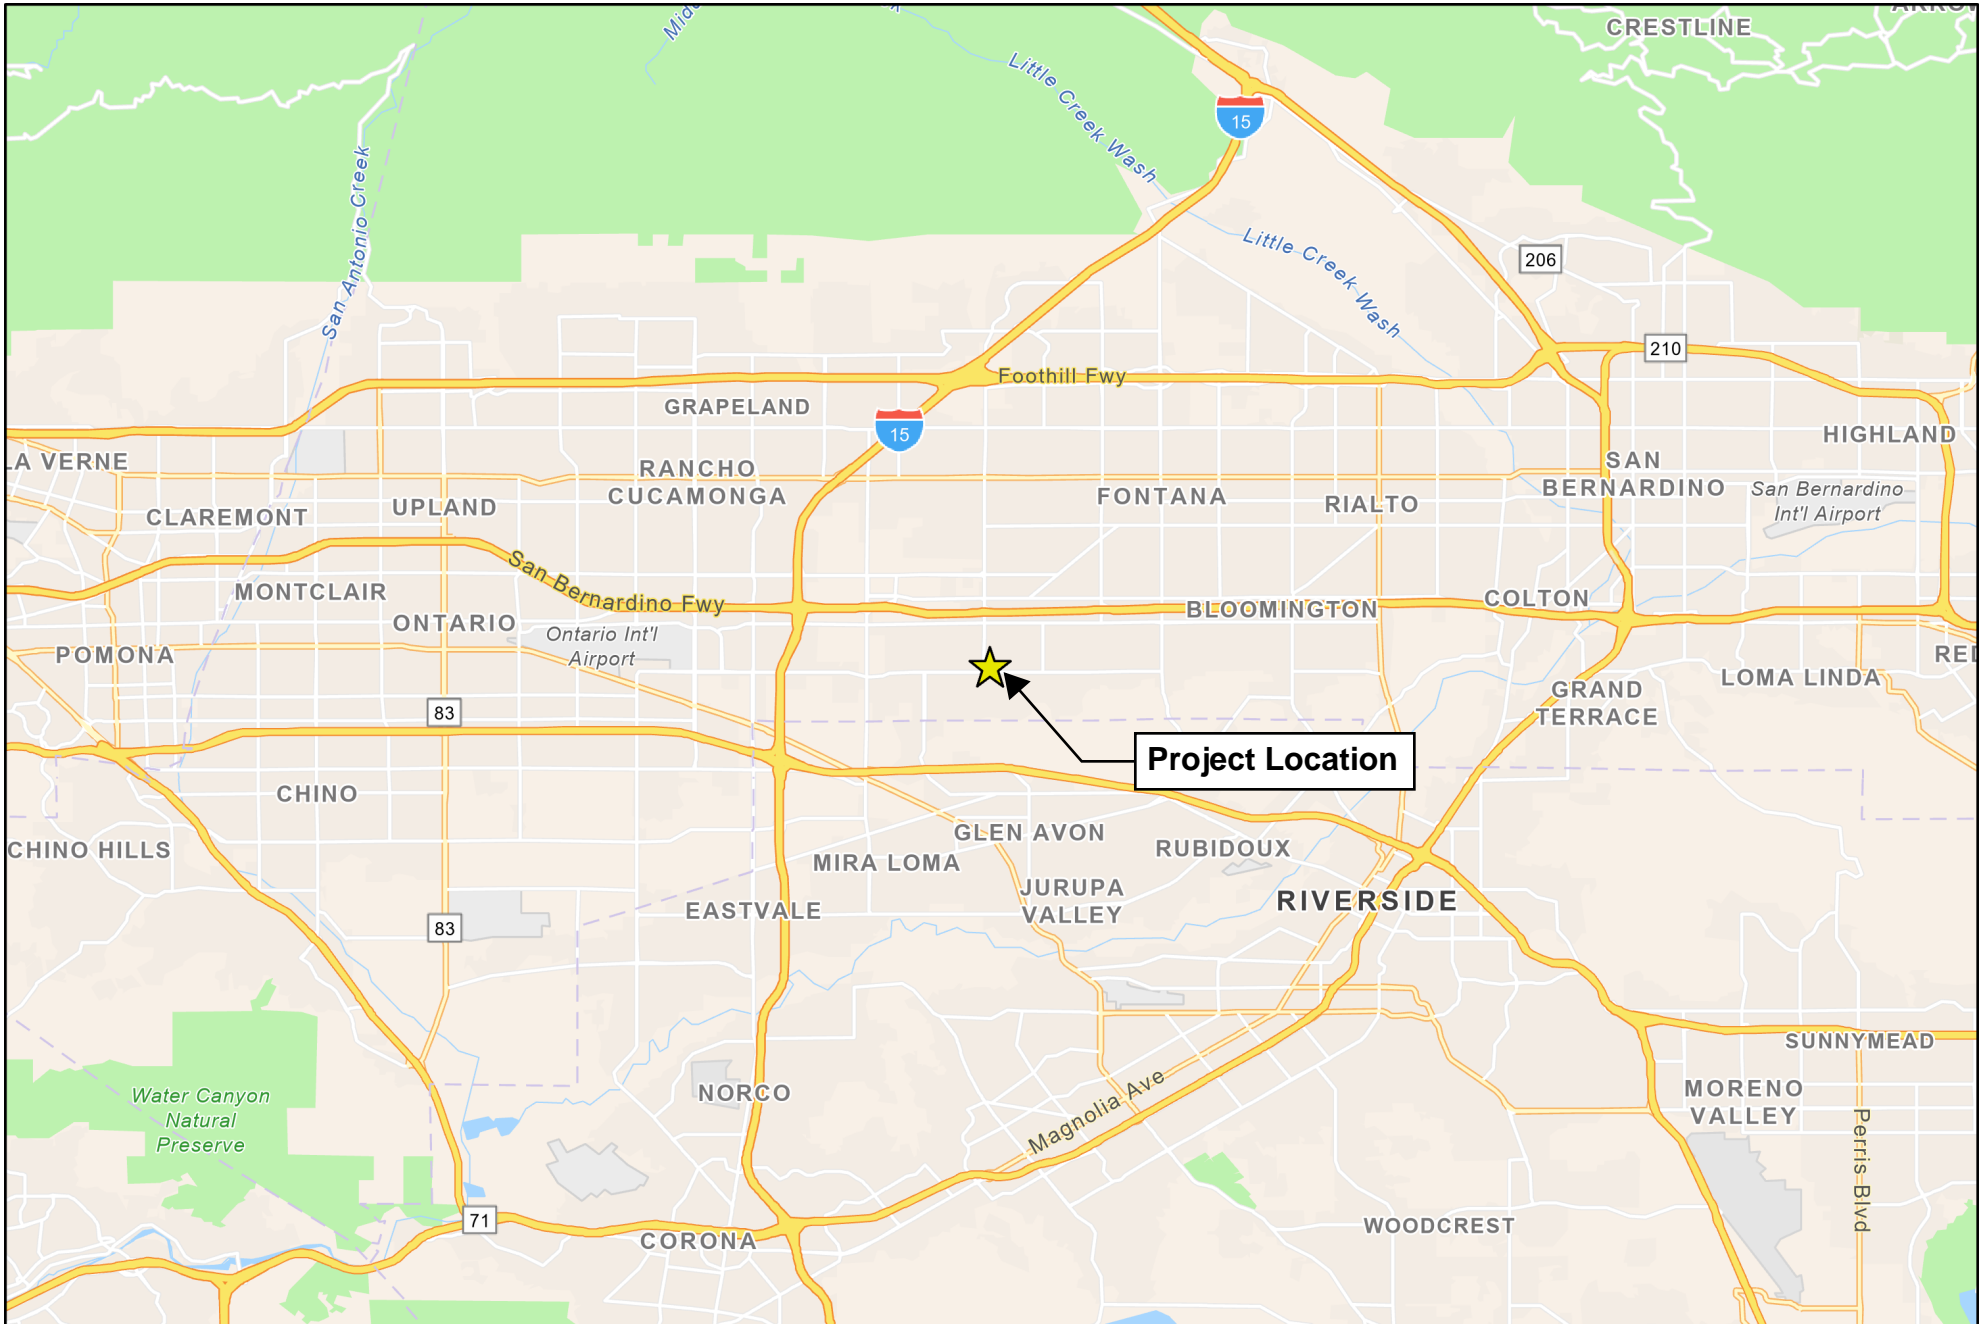 CRESTLINE
Little Creek Wash
15
San Antonio Creek
Little Creek Wash
206
210
Foothill Fwy
GRAPELAND
15
HIGHLAND
LA VERNE
RANCHO
CUCAMONGA
SAN
BERNARDINO
FONTANA
RIALTO
San Bernardino
Int'l Airport
UPLAND
CLAREMONT
San Bernardino Fwy
MONTCLAIR
BLOOMINGTON
COLTON
ONTARIO
Ontario Int'l
Airport
POMONA
LOMA LINDA
GRAND
TERRACE
83
Project Location
CHINO
GLEN AVON
CHINO HILLS
MIRA LOMA
RUBIDOUX
JURUPA
VALLEY
RIVERSIDE
EASTVALE
83
SUNNYMEAD
NORCO
MORENO
VALLEY
Water Canyon
Natural
Preserve
Magnolia Ave
Perris Blvd
71
CORONA
WOODCREST